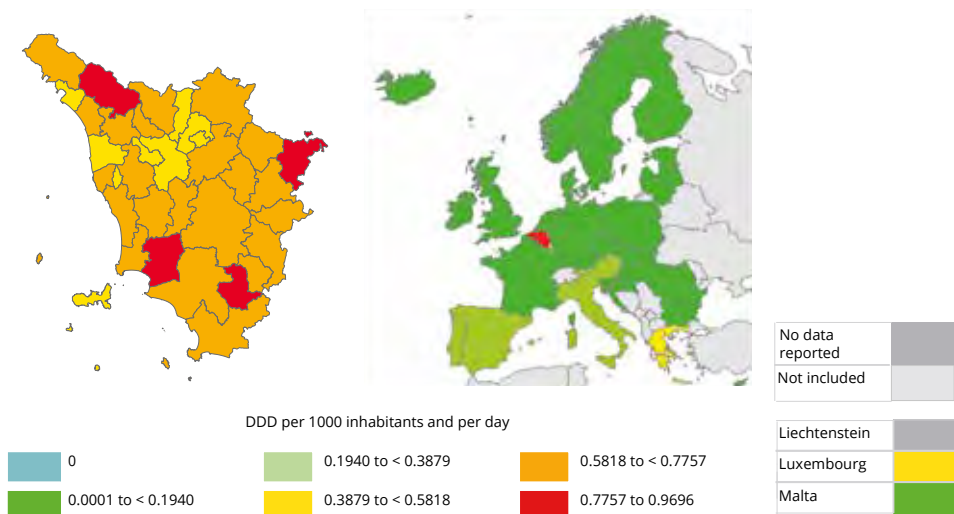 No data
reported
Not included
DDD per 1000 inhabitants and per day
0
0.1940 to < 0.3879
0.5818 to < 0.7757
0.0001 to < 0.1940
0.3879 to < 0.5818
0.7757 to 0.9696
Liechtenstein
Luxembourg
Malta